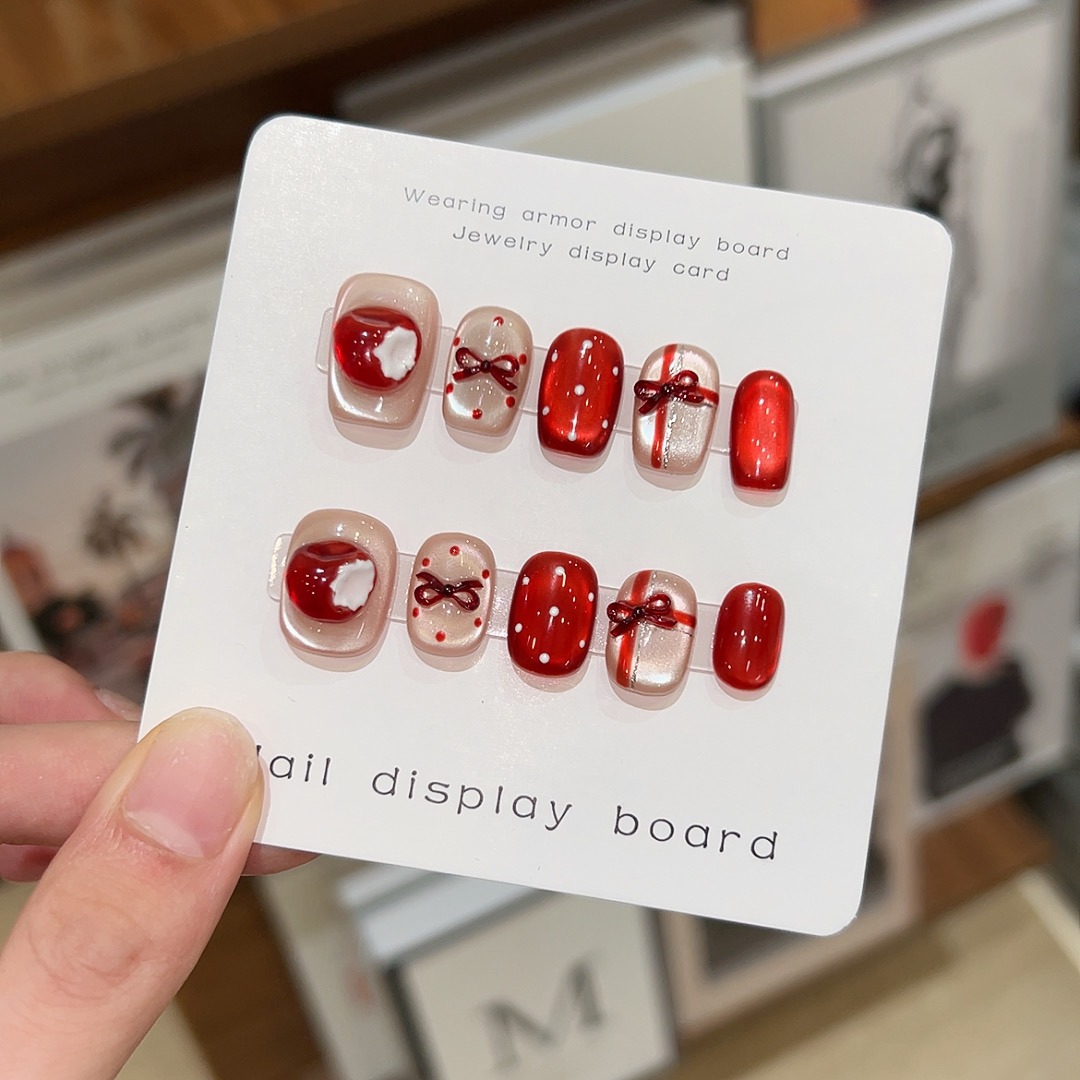 Wearing armor display board
Jewelry display card
ail display board
M